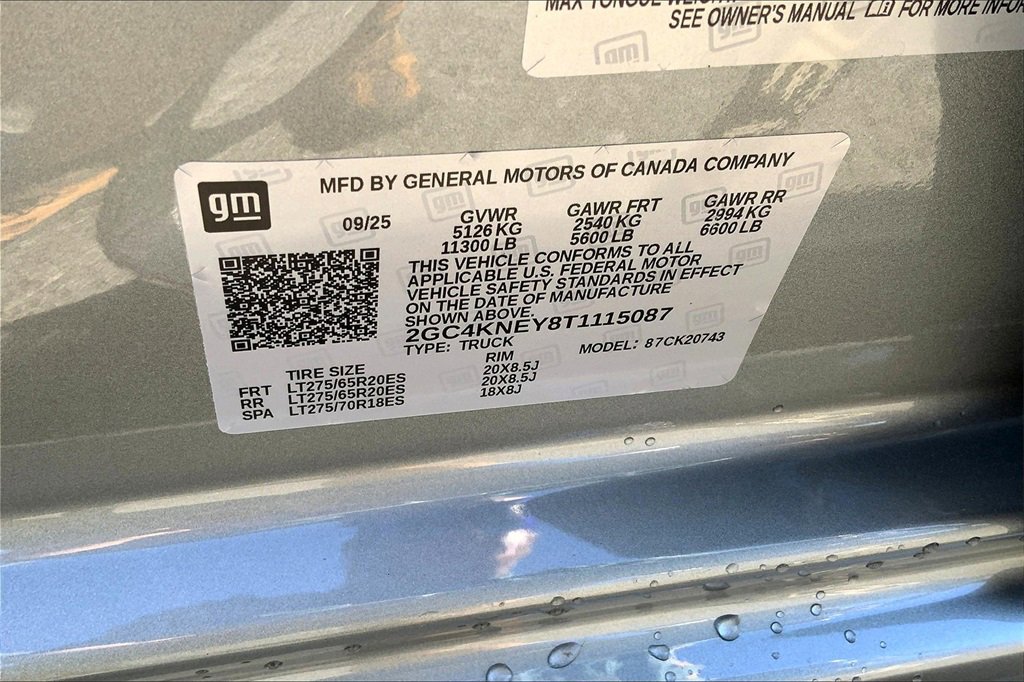 MAX TONGUE WEIGHT
SEE OWNER'S MANUAL FOR MORE INFOR
gm
MFD BY GENERAL MOTORS OF CANADA COMPANY
09/25 GVWR GAWR FRT GAWR RR
5126 KG 2540 KG 2994 KG
11300 LB 5600 LB 6600 LB
THIS VEHICLE CONFORMS TO ALL
APPLICABLE U.S. FEDERAL MOTOR
VEHICLE SAFETY STANDARDS IN EFFECT
ON THE DATE OF MANUFACTURE
SHOWN ABOVE.
2GC4KNEY8T1115087
TYPE: TRUCK MODEL: 87CK20743
TIRE SIZE RIM
FRT LT275/65R20ES 20X8.5J
RR LT275/65R20ES 20X8.5J
SPA LT275/70R18ES 18X8J